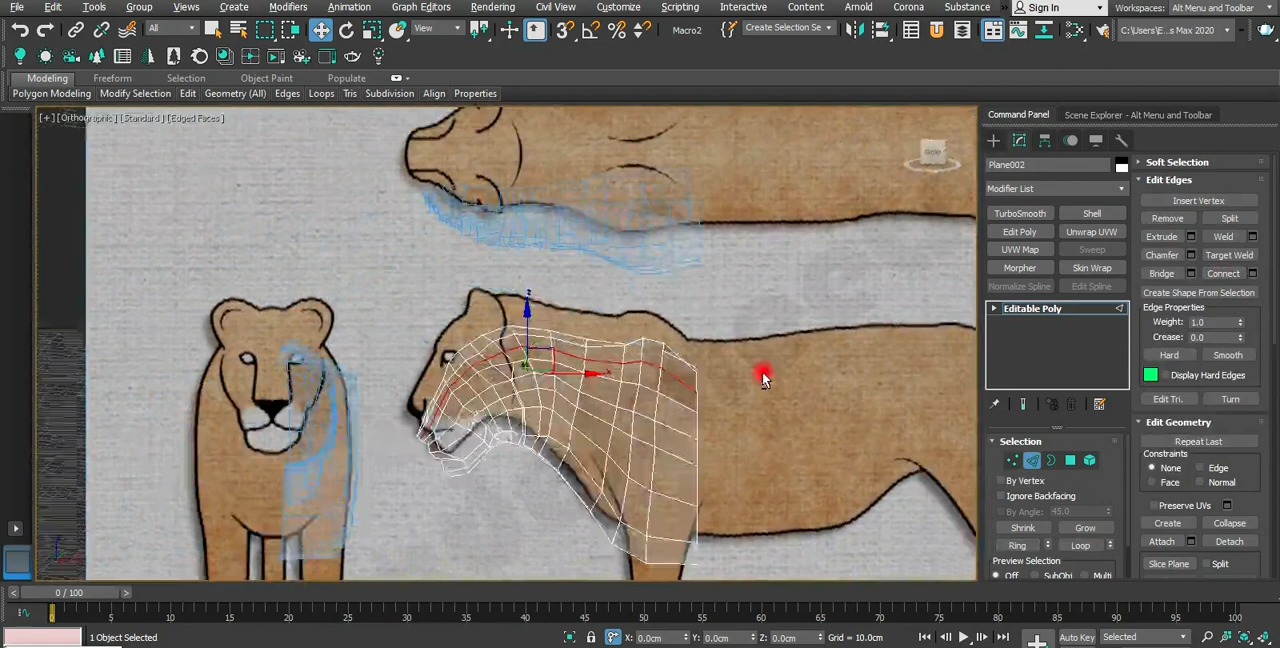 File Edit Tools Group Views Create Modifiers Animation Graph Editors Rendering Civil View Customize Scripting Interactive Content Arnold Corona Substance Sign In Workspaces: Alt Menu and Toolbar
All View Macro2 Create Selection Se C:\Users\E...s Max 2020
Modeling Freeform Selection Object Paint Populate
Polygon Modeling Modify Selection Edit Geometry (All) Edges Loops Tris Subdivision Align Properties
[+] [Orthographic] [Standard] [Edged Faces]
Command Panel Scene Explorer - Alt Menu and Toolbar
Plane002
Modifier List
TurboSmooth Shell
Edit Poly Unwrap UVW
UVW Map Sweep
Morpher Skin Wrap
Normalize Spline Edit Spline
Editable Poly
Selection
By Vertex
Ignore Backfacing
By Angle: 45.0
Shrink Grow
Ring Loop
Preview Selection
Off SubObj Multi
Soft Selection
Edit Edges
Insert Vertex
Remove Split
Extrude Weld
Chamfer Target Weld
Bridge Connect
Create Shape From Selection
Edge Properties
Weight: 1.0
Crease: 0.0
Hard Smooth
Display Hard Edges
Edit Tri. Turn
Edit Geometry
Repeat Last
Constraints
None Edge
Face Normal
Preserve UVs
Create Collapse
Attach Detach
Slice Plane Split
z
x
< 0 / 100 >
0 5 10 15 20 25 30 35 40 45 50 55 60 65 70 75 80 85 90 95 100
1 Object Selected X: 0.0cm Y: 0.0cm Z: 0.0cm Grid = 10.0cm Auto Key Selected